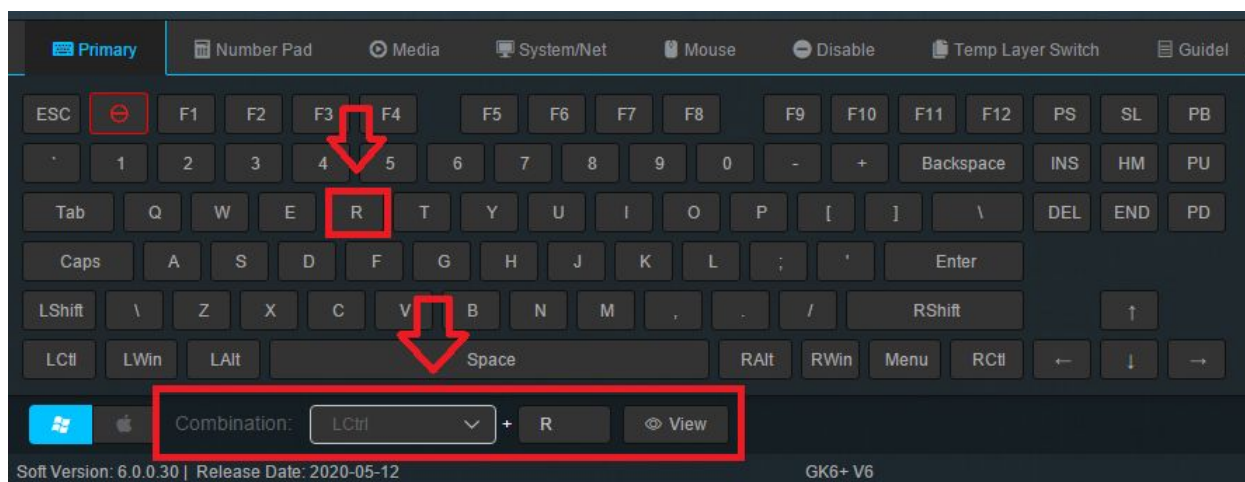 Primary Number Pad Media System/Net Mouse Disable Temp Layer Switch Guidel
ESC F1 F2 F3 F4 F5 F6 F7 F8 F9 F10 F11 F12 PS SL PB
` 1 2 3 4 5 6 7 8 9 0 - + Backspace INS HM PU
Tab Q W E R T Y U I O P [ ] \ DEL END PD
Caps A S D F G H J K L ; ' Enter
LShift \ Z X C V B N M , . / RShift ↑
LCtl LWin LAlt Space RAlt RWin Menu RCtl ← ↓ →
Combination: LCtrl + R View
Soft Version: 6.0.0.30 | Release Date: 2020-05-12 GK6+ V6